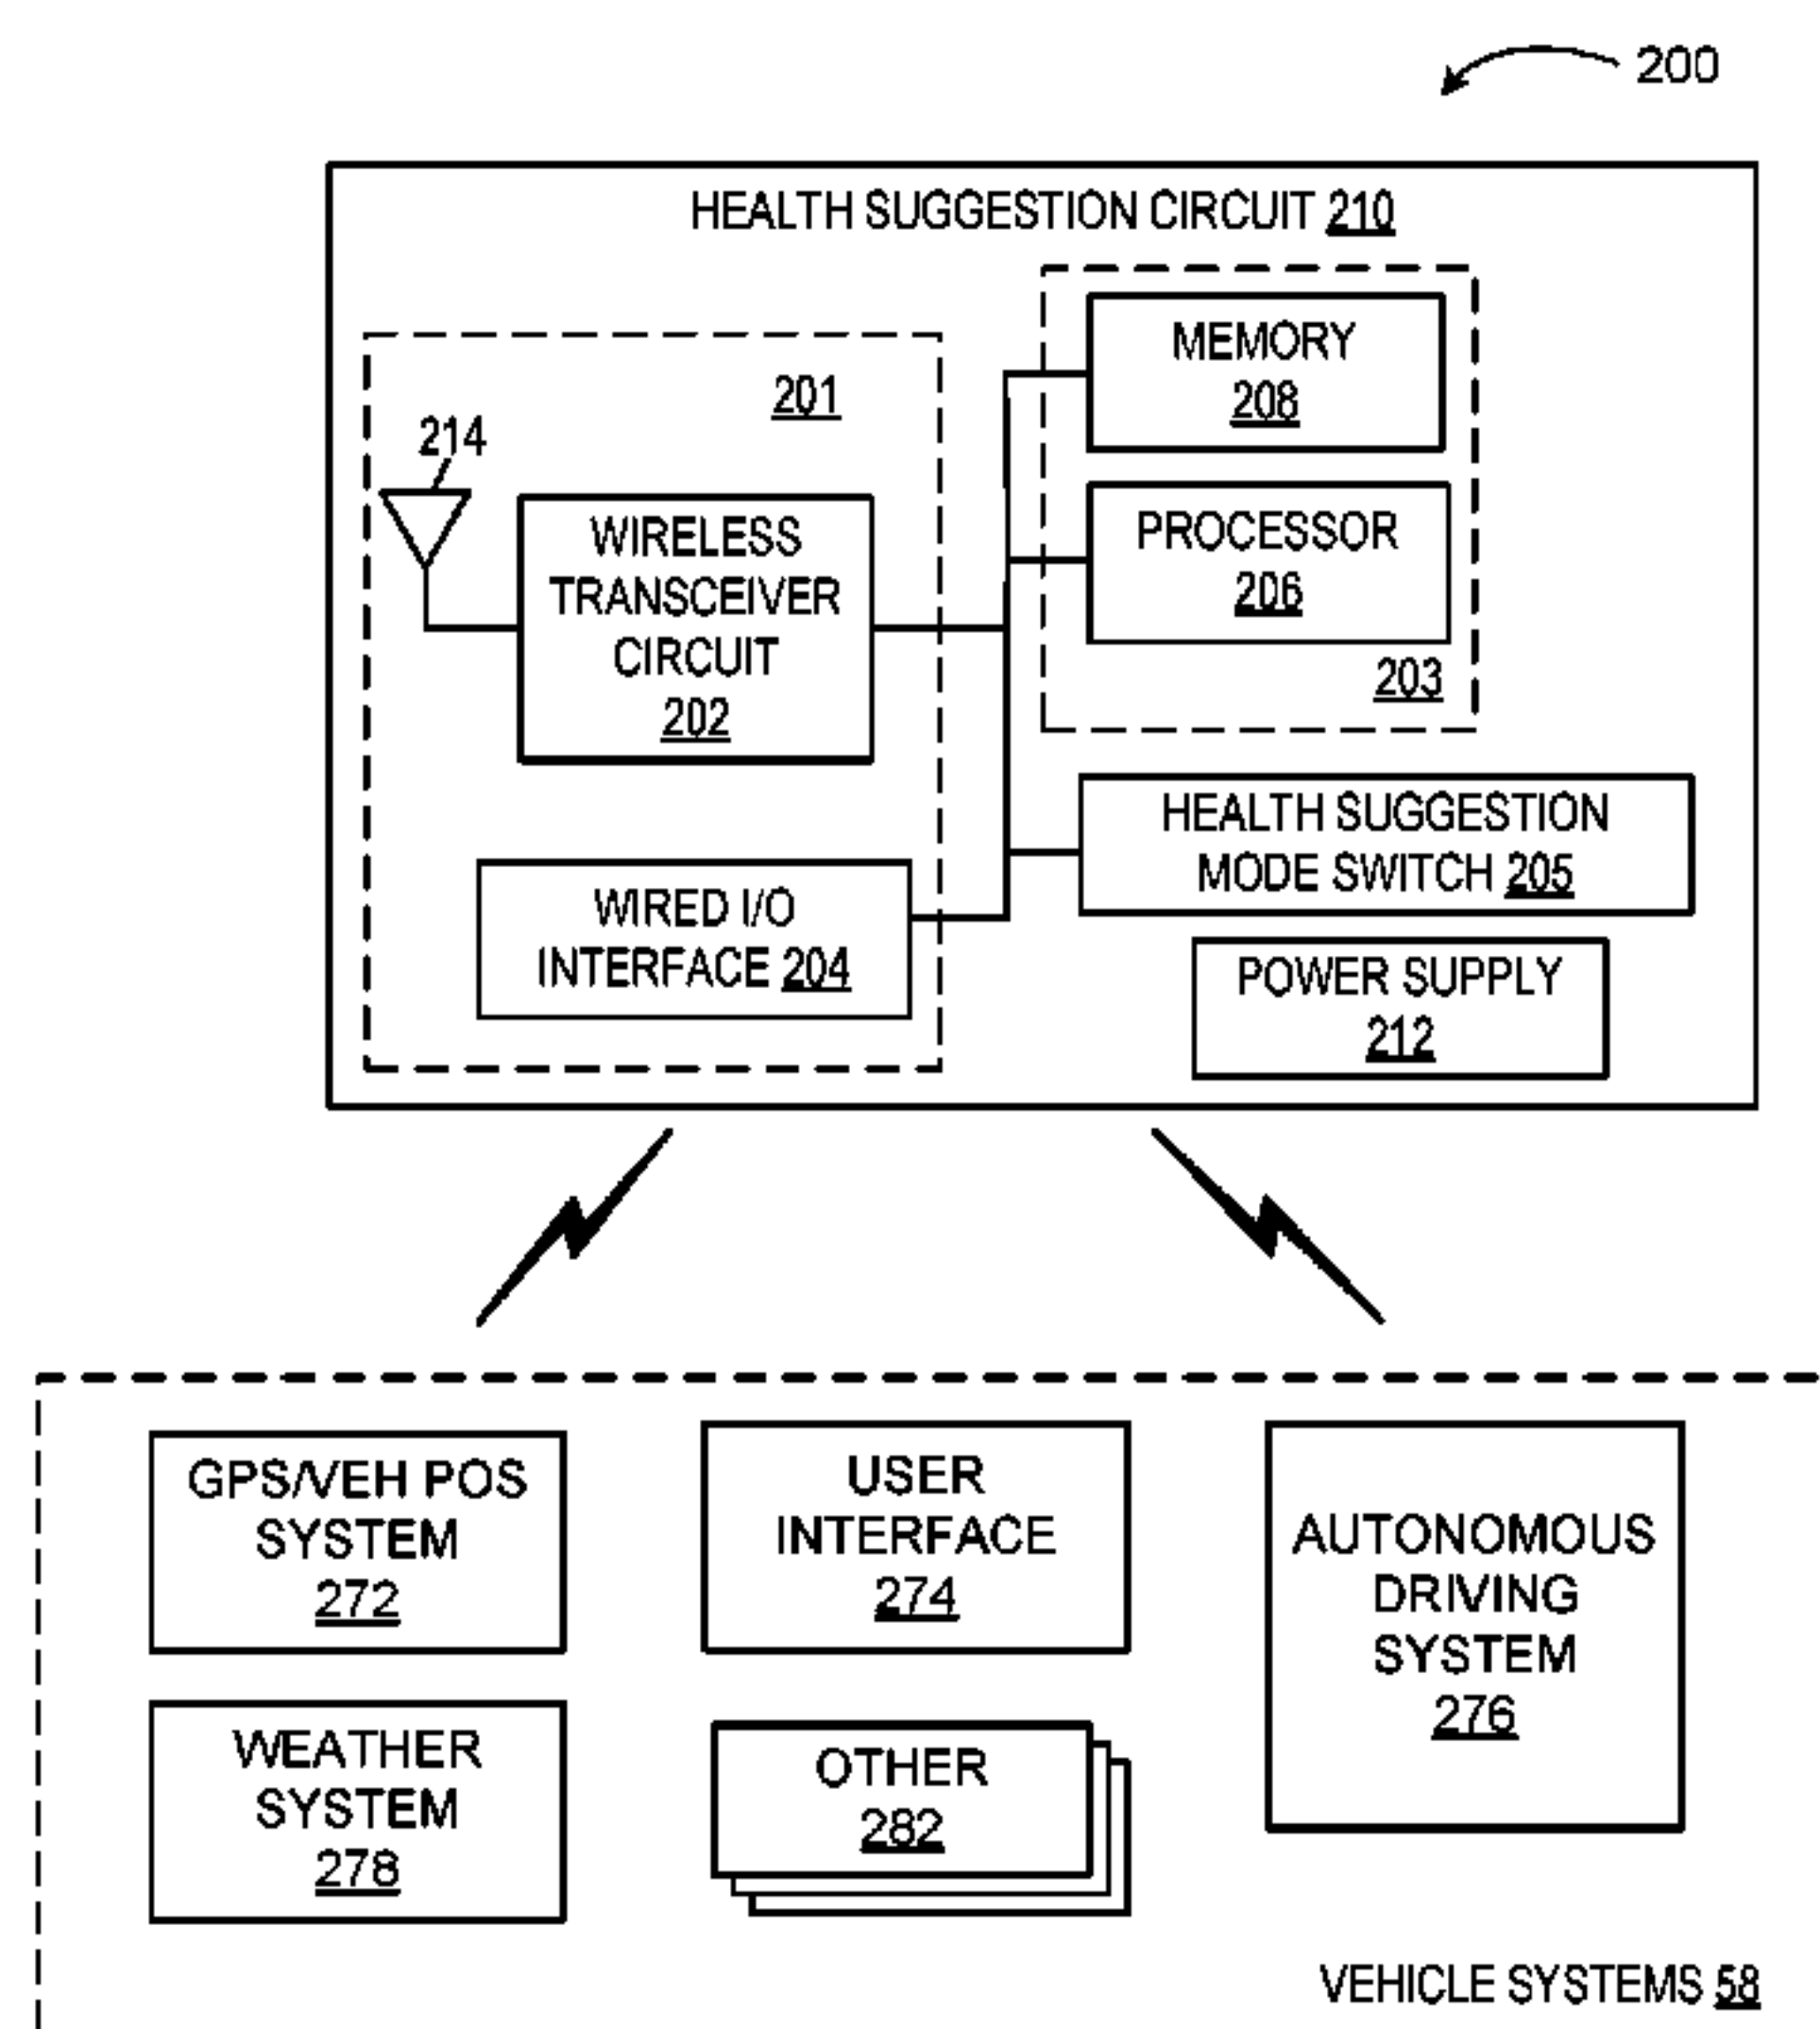 200
HEALTH SUGGESTION CIRCUIT 210
201
214
WIRELESS
TRANSCEIVER
CIRCUIT
202
WIRED I/O
INTERFACE 204
MEMORY
208
PROCESSOR
206
203
HEALTH SUGGESTION
MODE SWITCH 205
POWER SUPPLY
212
GPS/VEH POS
SYSTEM
272
USER
INTERFACE
274
AUTONOMOUS
DRIVING
SYSTEM
276
WEATHER
SYSTEM
278
OTHER
282
VEHICLE SYSTEMS 58